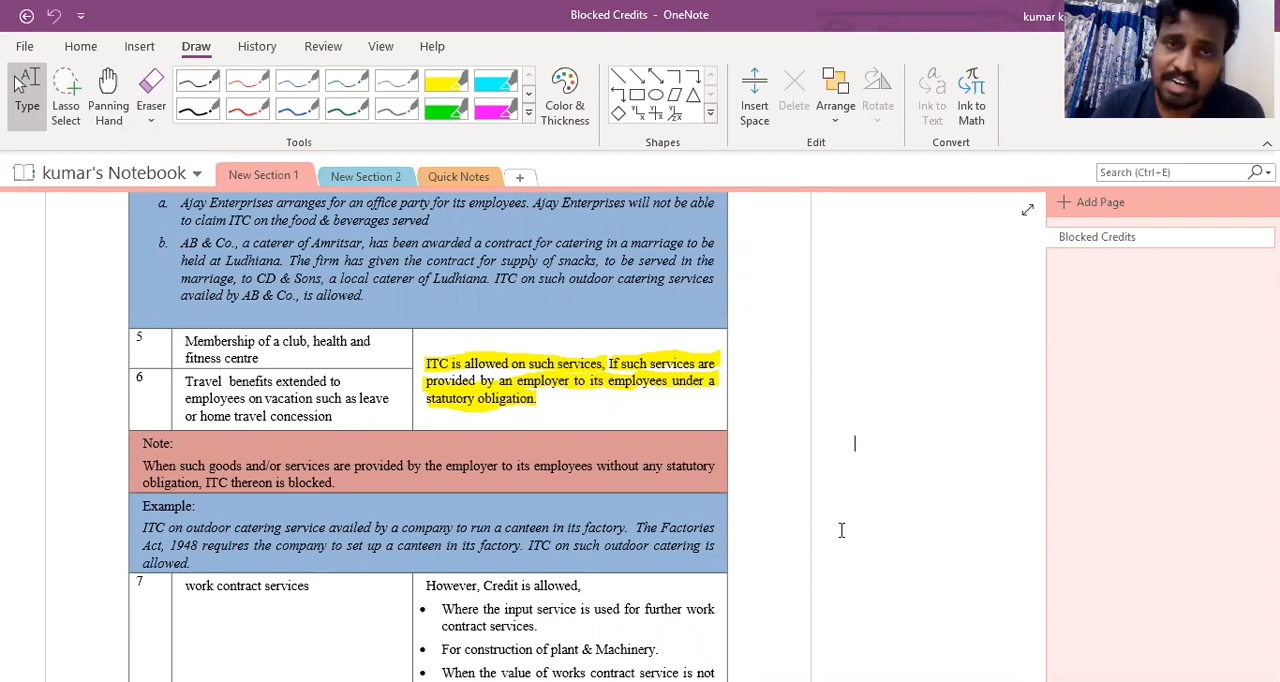 Blocked Credits - OneNote
kumar k
File Home Insert Draw History Review View Help
Type
Lasso Select
Panning Hand
Eraser
Color & Thickness
Insert Space
Delete
Arrange
Rotate
Ink to Text
Ink to Math
Tools
Shapes
Edit
Convert
kumar's Notebook
New Section 1
New Section 2
Quick Notes
Search (Ctrl+E)
Add Page
Blocked Credits
a. Ajay Enterprises arranges for an office party for its employees. Ajay Enterprises will not be able
to claim ITC on the food & beverages served
b. AB & Co., a caterer of Amritsar, has been awarded a contract for catering in a marriage to be
held at Ludhiana. The firm has given the contract for supply of snacks, to be served in the
marriage, to CD & Sons, a local caterer of Ludhiana. ITC on such outdoor catering services
availed by AB & Co., is allowed.
5
Membership of a club, health and
fitness centre
6
Travel benefits extended to
employees on vacation such as leave
or home travel concession
ITC is allowed on such services, If such services are
provided by an employer to its employees under a
statutory obligation.
Note:
When such goods and/or services are provided by the employer to its employees without any statutory
obligation, ITC thereon is blocked.
Example:
ITC on outdoor catering service availed by a company to run a canteen in its factory. The Factories
Act, 1948 requires the company to set up a canteen in its factory. ITC on such outdoor catering is
allowed.
7
work contract services
However, Credit is allowed,
• Where the input service is used for further work
contract services.
• For construction of plant & Machinery.
• When the value of works contract service is not